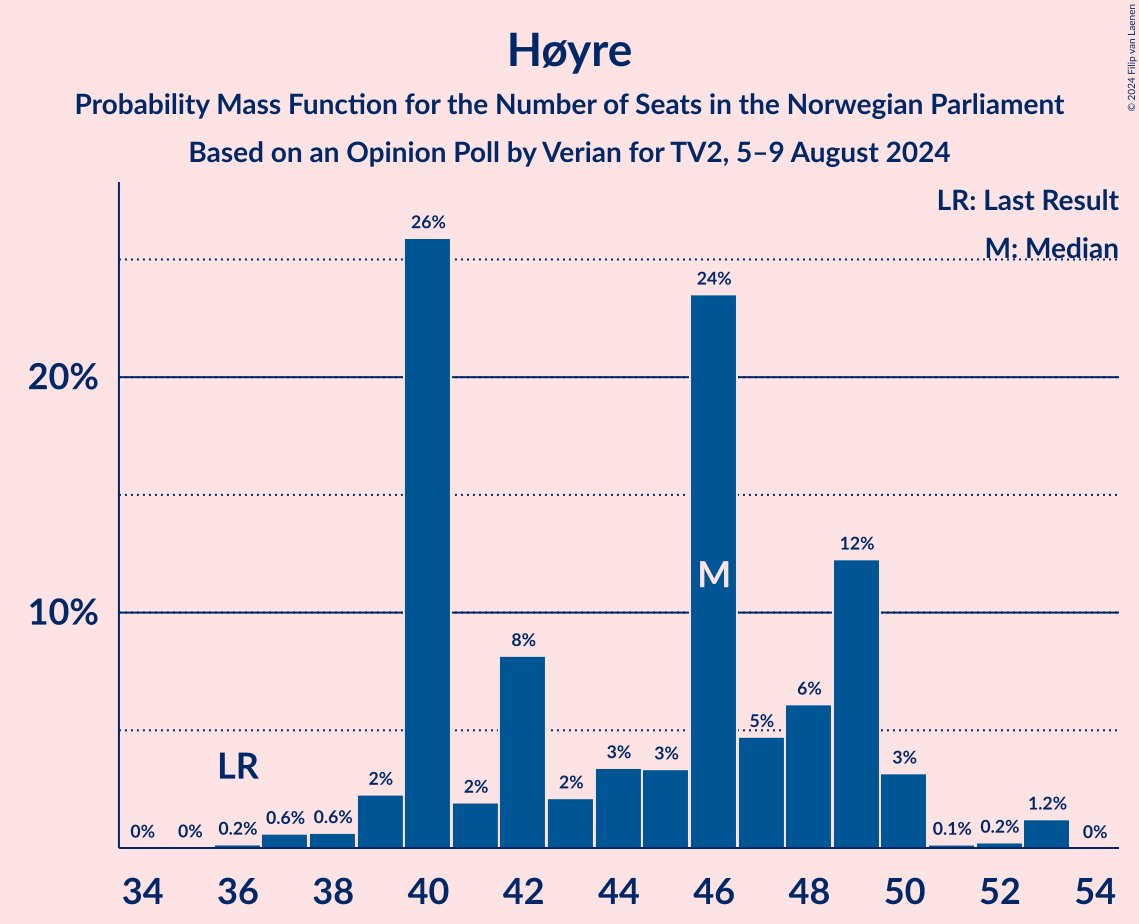 Høyre
Probability Mass Function for the Number of Seats in the Norwegian Parliament
Based on an Opinion Poll by Verian for TV2, 5–9 August 2024
© 2024 Filip van Laenen
LR: Last Result
M: Median
20%
10%
0%
0%
0.2%
0.6%
0.6%
2%
26%
2%
8%
2%
3%
3%
24%
5%
6%
12%
3%
0.1%
0.2%
1.2%
0%
LR
M
34 36 38 40 42 44 46 48 50 52 54